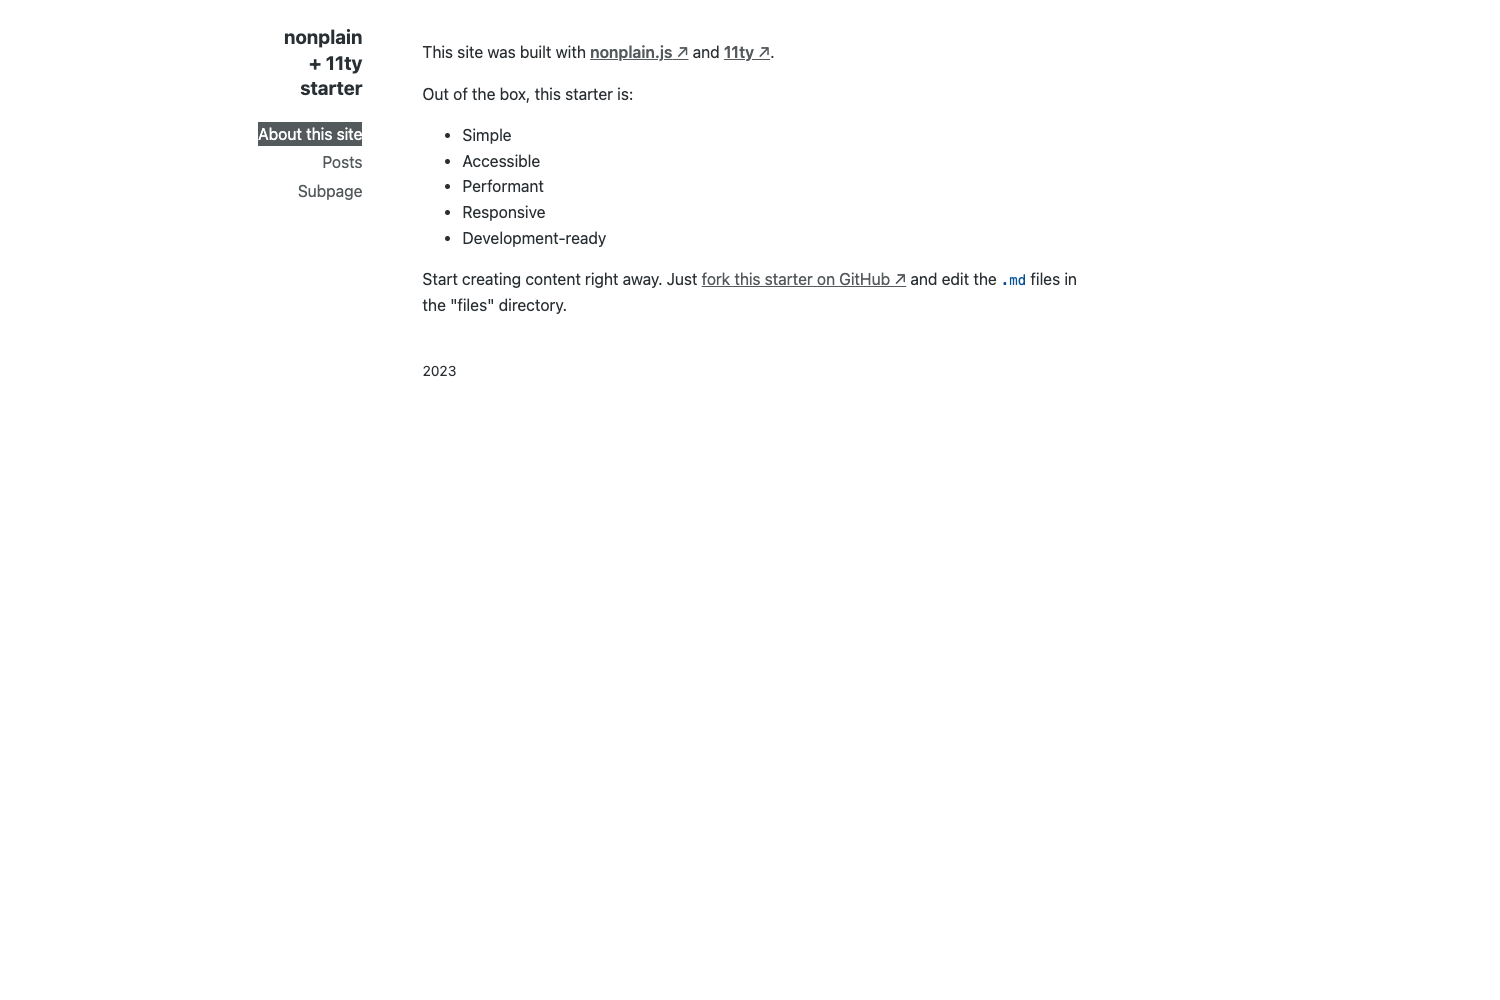 nonplain
+ 11ty
starter
About this site
Posts
Subpage
This site was built with nonplain.js ↗ and 11ty ↗.
Out of the box, this starter is:
• Simple
• Accessible
• Performant
• Responsive
• Development-ready
Start creating content right away. Just fork this starter on GitHub ↗ and edit the .md files in
the "files" directory.
2023